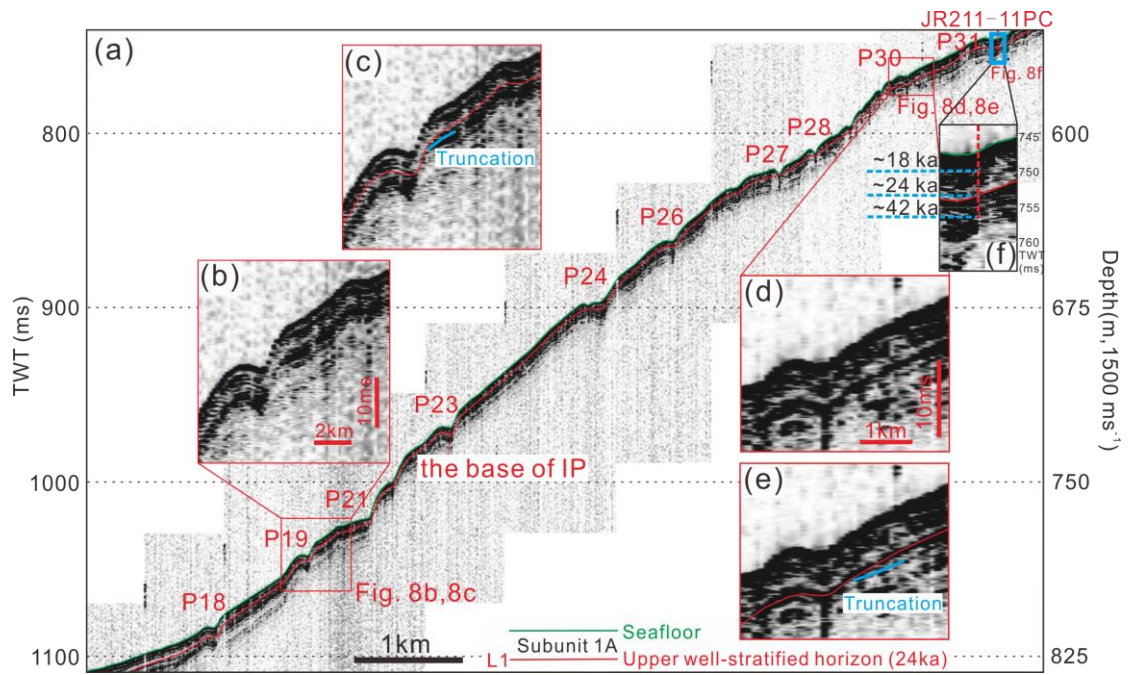 JR211-11PC
(a)
(c)
P30
P31
Fig. 8f
Fig. 8d,8e
800
600
Truncation
P28
P27
745
~18 ka
750
~24 ka
~42 ka
755
(f)
760
TWT
(ms)
P26
(b)
P24
(d)
TWT (ms)
900
675
Depth(m, 1500 ms⁻¹)
10ms
2km
P23
10ms
1km
the base of IP
(e)
1000
750
P21
P19
Fig. 8b,8c
P18
Truncation
1km
Seafloor
Subunit 1A
L1
Upper well-stratified horizon (24ka)
1100
825